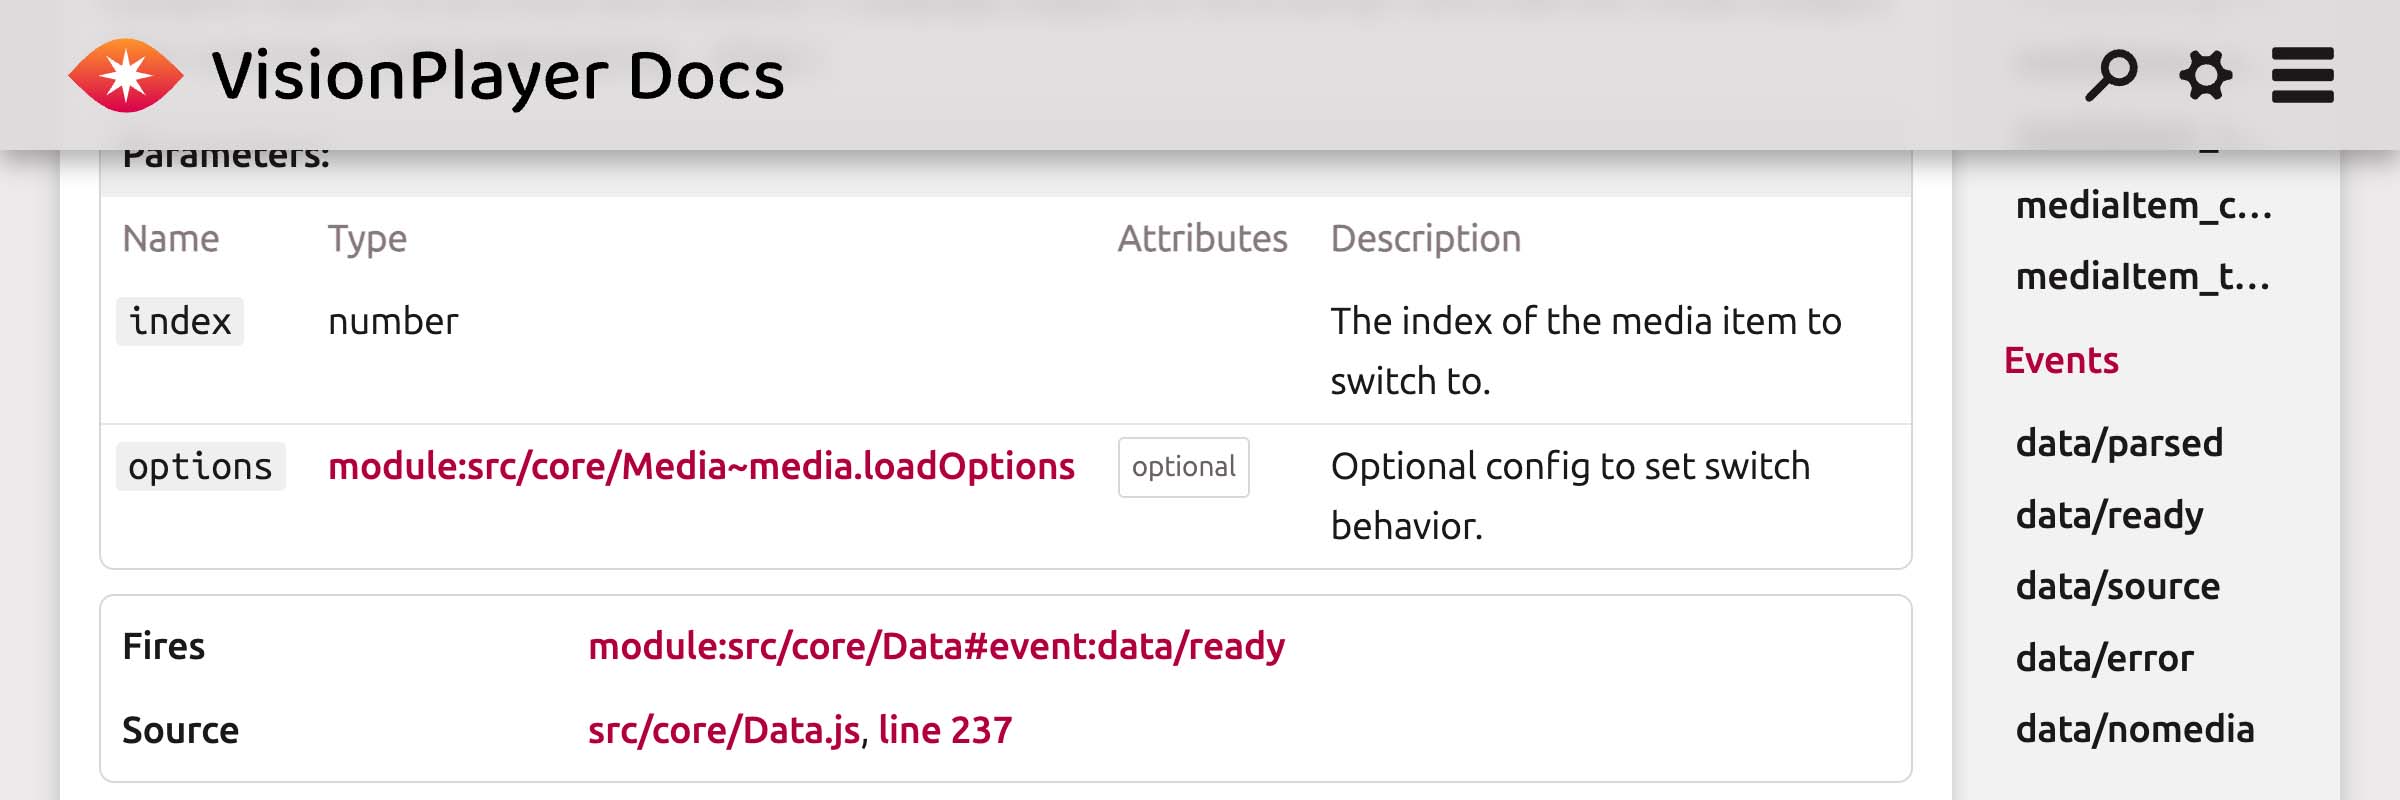 VisionPlayer Docs
Parameters:
Name Type Attributes Description
index number The index of the media item to
switch to.
options module:src/core/Media~media.loadOptions optional Optional config to set switch
behavior.
Fires module:src/core/Data#event:data/ready
Source src/core/Data.js, line 237
mediaItem_c...
mediaItem_t...
Events
data/parsed
data/ready
data/source
data/error
data/nomedia